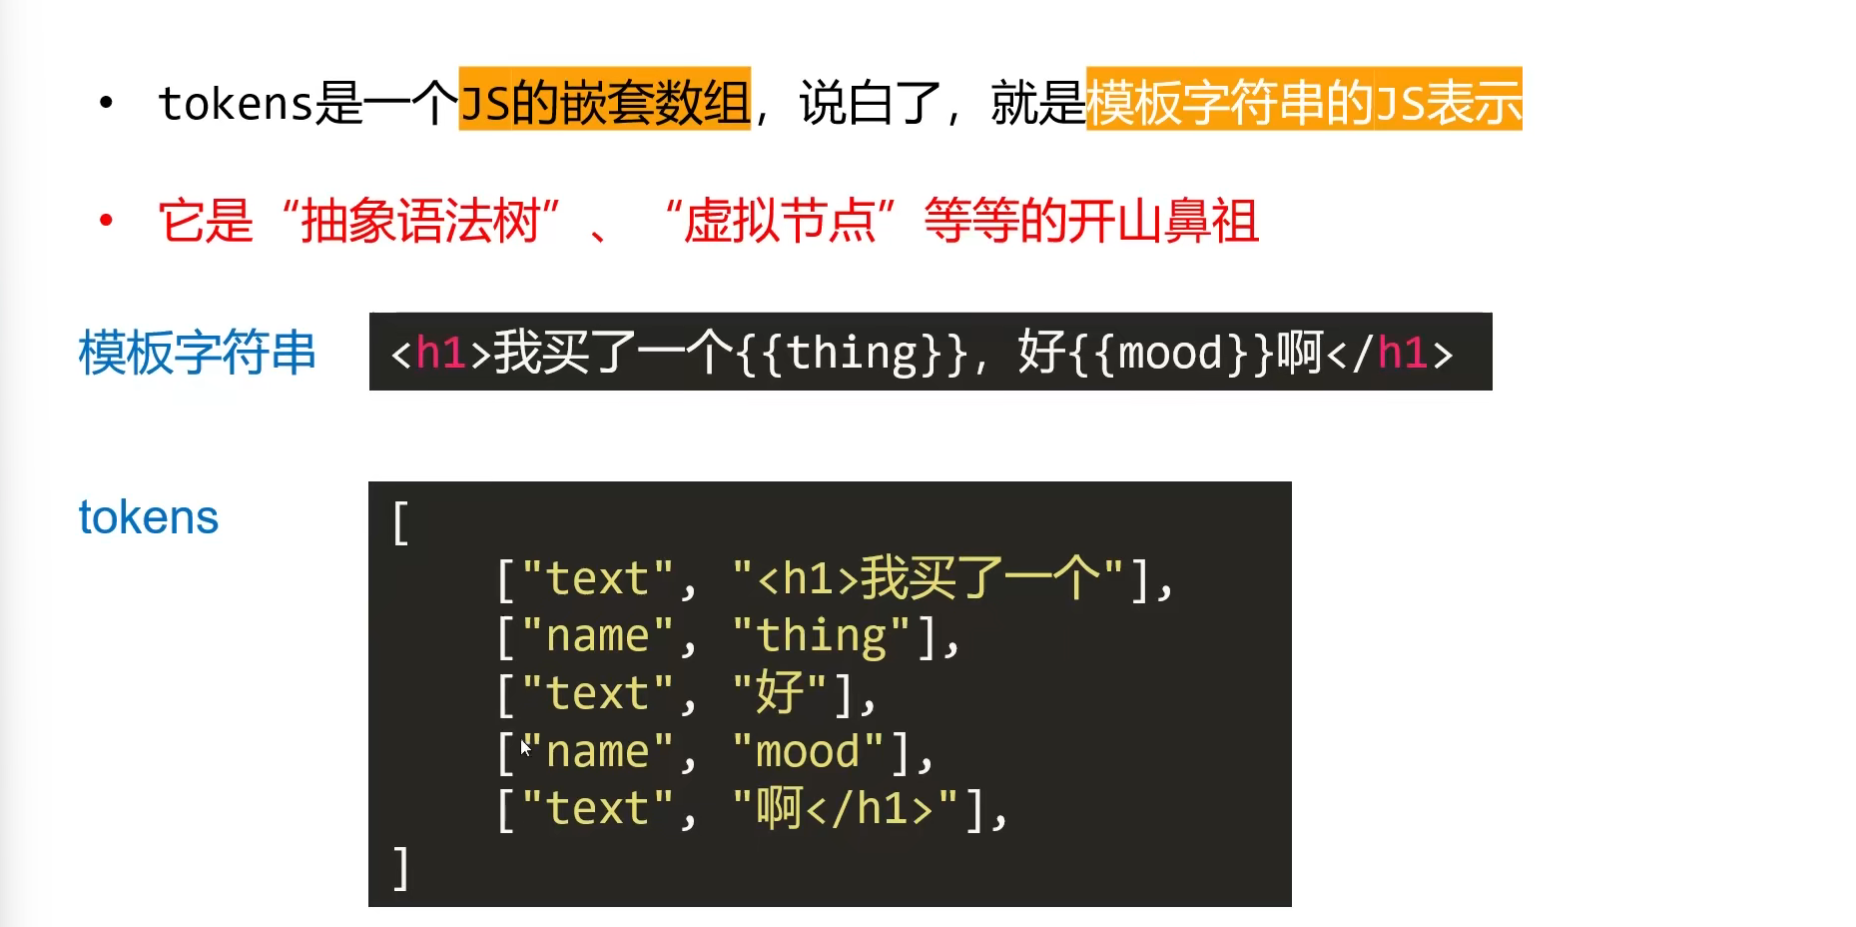 • tokens是一个JS的嵌套数组，说白了，就是模板字符串的JS表示
• 它是“抽象语法树”、“虚拟节点”等等的开山鼻祖
模板字符串
<h1>我买了一个{{thing}}，好{{mood}}啊</h1>
tokens
[
    ["text", "<h1>我买了一个"],
    ["name", "thing"],
    ["text", "好"],
    ["name", "mood"],
    ["text", "啊</h1>"],
]